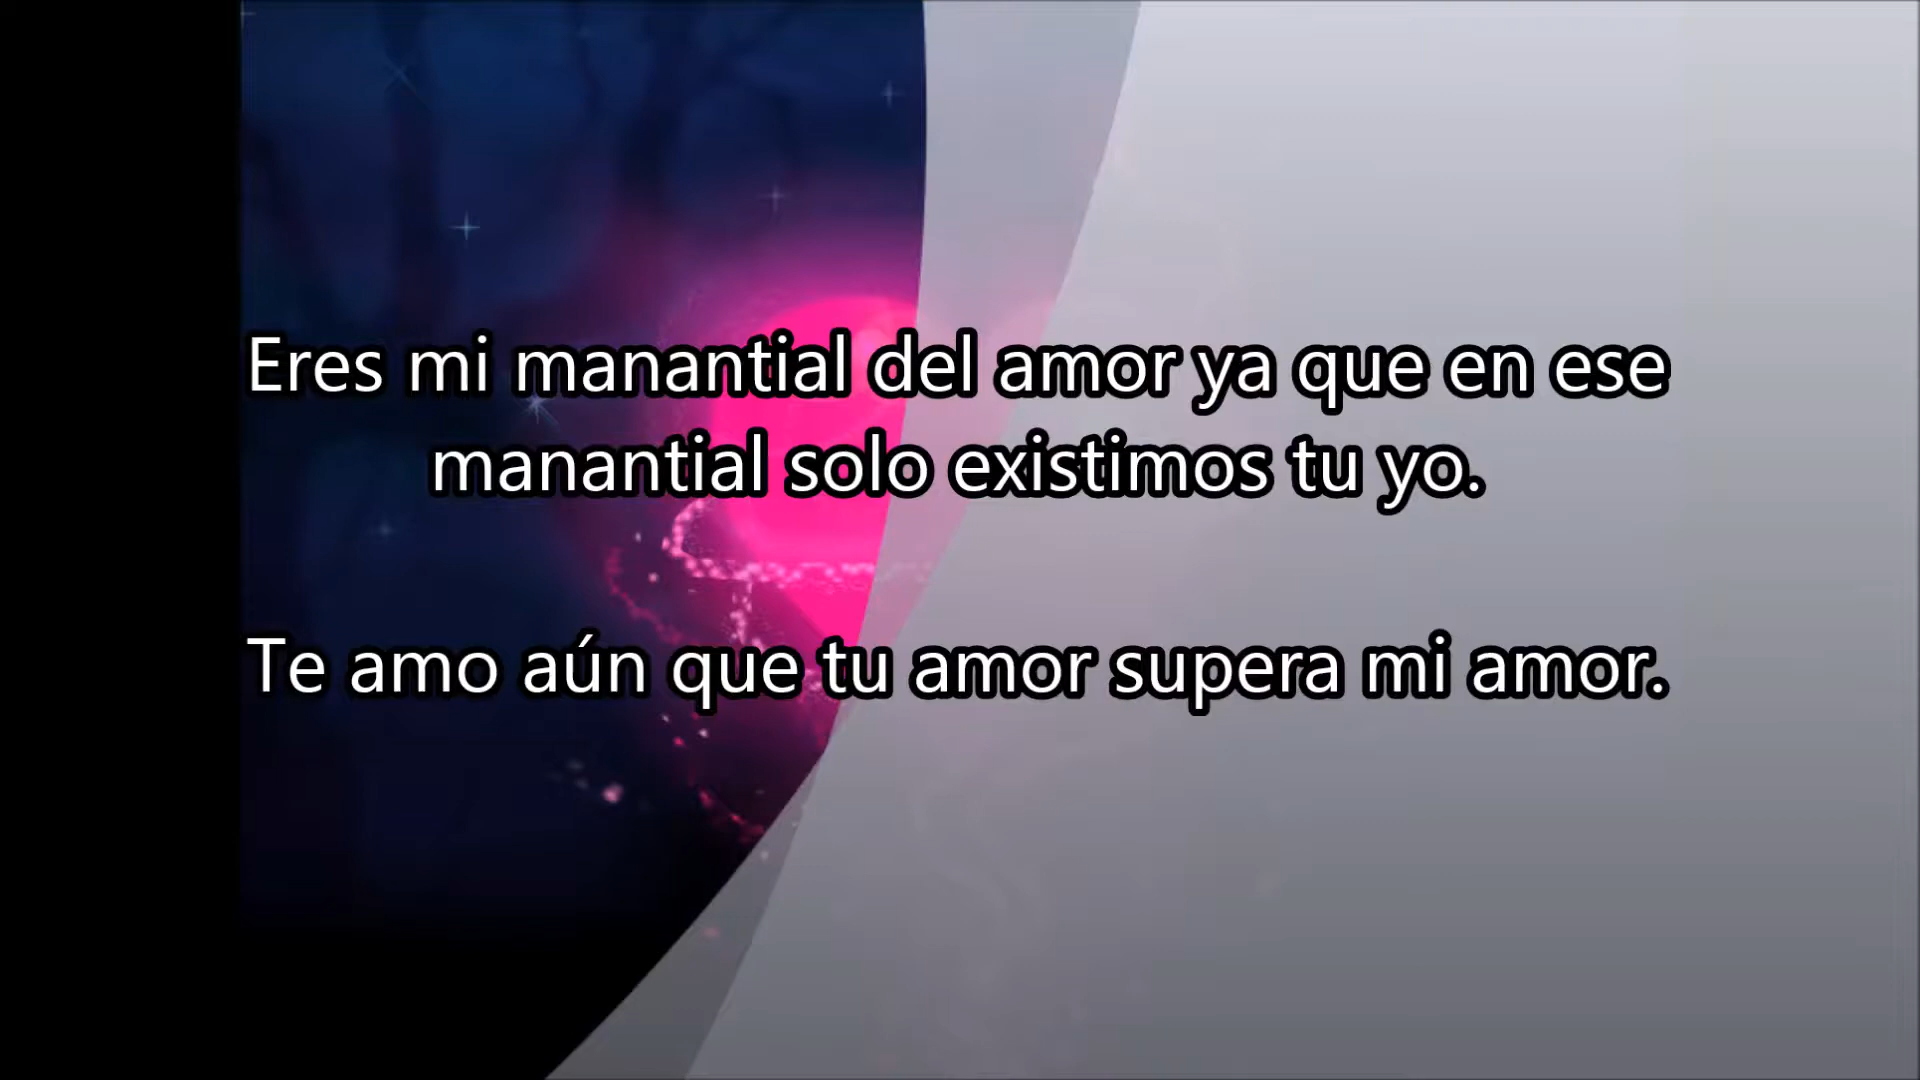 Eres mi manantial del amor ya que en ese
manantial solo existimos tu yo.
Te amo aún que tu amor supera mi amor.